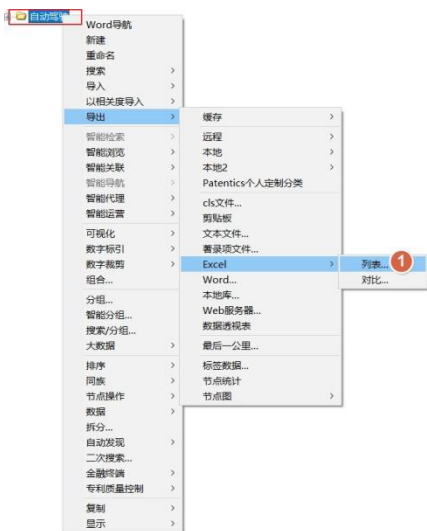 自动驾驶
Word导航
新建
重命名
搜索
导入
以相关度导入
导出
智能检索
智能浏览
智能关联
智能导航
智能代理
智能运营
可视化
数字标引
数字裁剪
组合...
分组...
智能分组...
搜索/分组...
大数据
排序
同族
节点操作
数据
拆分...
自动发现
二次搜索...
金融终端
专利质量控制
复制
显示
缓存
远程
本地
本地2
Patentics个人定制分类
cls文件...
剪贴板
文本文件...
著录项文件...
Excel
Word...
本地库...
Web服务器...
数据透视表
最后一公里...
标签数据...
节点统计
节点图
列表...
1
对比...